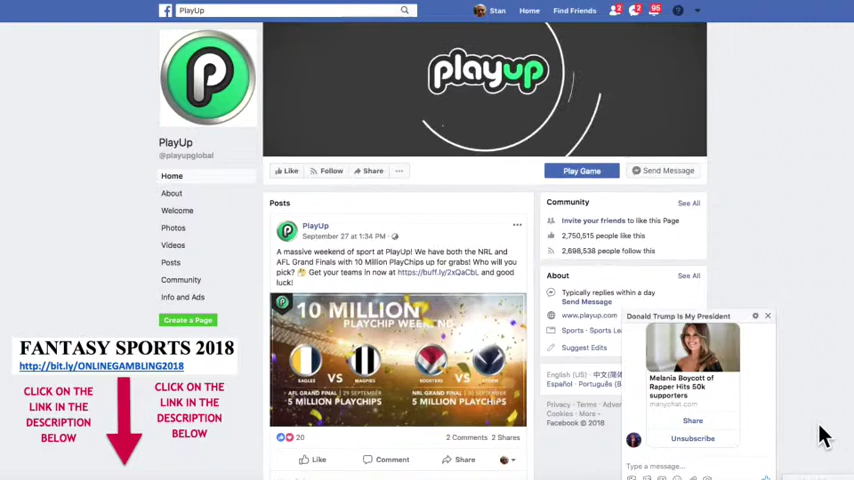 PlayUp
Stan
Home
Find Friends
2
2
95
playup
PlayUp
@playupglobal
Like
Follow
Share
Play Game
Send Message
Home
About
Welcome
Photos
Videos
Posts
Community
Info and Ads
Create a Page
Posts
PlayUp
September 27 at 1:34 PM
A massive weekend of sport at PlayUp! We have both the NRL and
AFL Grand Finals with 10 Million PlayChips up for grabs! Who will you
pick? 🤔 Get your teams in now at https://buff.ly/2xQaCbL and good
luck!
10 MILLION
PLAYCHIP WEEKEND
EAGLES
VS
MAGPIES
ROOSTERS
VS
AFL GRAND FINAL | 29 SEPTEMBER
5 MILLION PLAYCHIPS
NRL GRAND FINAL | 30 SEPTEMBER
5 MILLION PLAYCHIPS
20
2 Comments 2 Shares
Like
Comment
Share
Community
See All
Invite your friends to like this Page
2,750,515 people like this
2,698,538 people follow this
About
See All
Typically replies within a day
Send Message
www.playup.com
Sports · Sports Le
Suggest Edits
English (US) ·
Español · Português (
Privacy · Terms · Adver
Cookies · More
Facebook © 2018
Donald Trump Is My President
Melania Boycott of
Rapper Hits 50k
supporters
manychat.com
Share
Unsubscribe
Type a message...
FANTASY SPORTS 2018
http://bit.ly/ONLINEGAMBLING2018
CLICK ON THE
LINK IN THE
DESCRIPTION
BELOW
CLICK ON THE
LINK IN THE
DESCRIPTION
BELOW